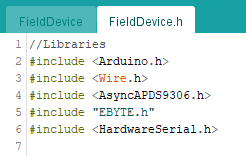 FieldDevice FieldDevice.h
1 //Libraries
2 #include <Arduino.h>
3 #include <Wire.h>
4 #include <AsyncAPDS9306.h>
5 #include "EBYTE.h"
6 #include <HardwareSerial.h>
7